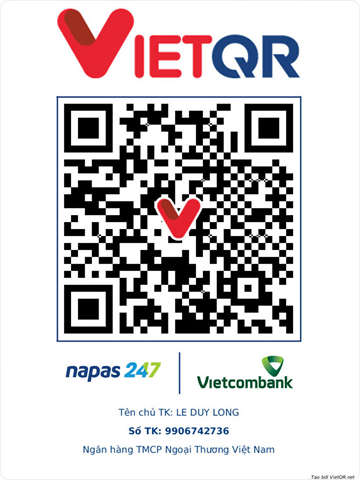 VIETQR
napas 247
Vietcombank
Tên chủ TK: LE DUY LONG
Số TK: 9906742736
Ngân hàng TMCP Ngoại Thương Việt Nam
Tạo bởi VietQR.net